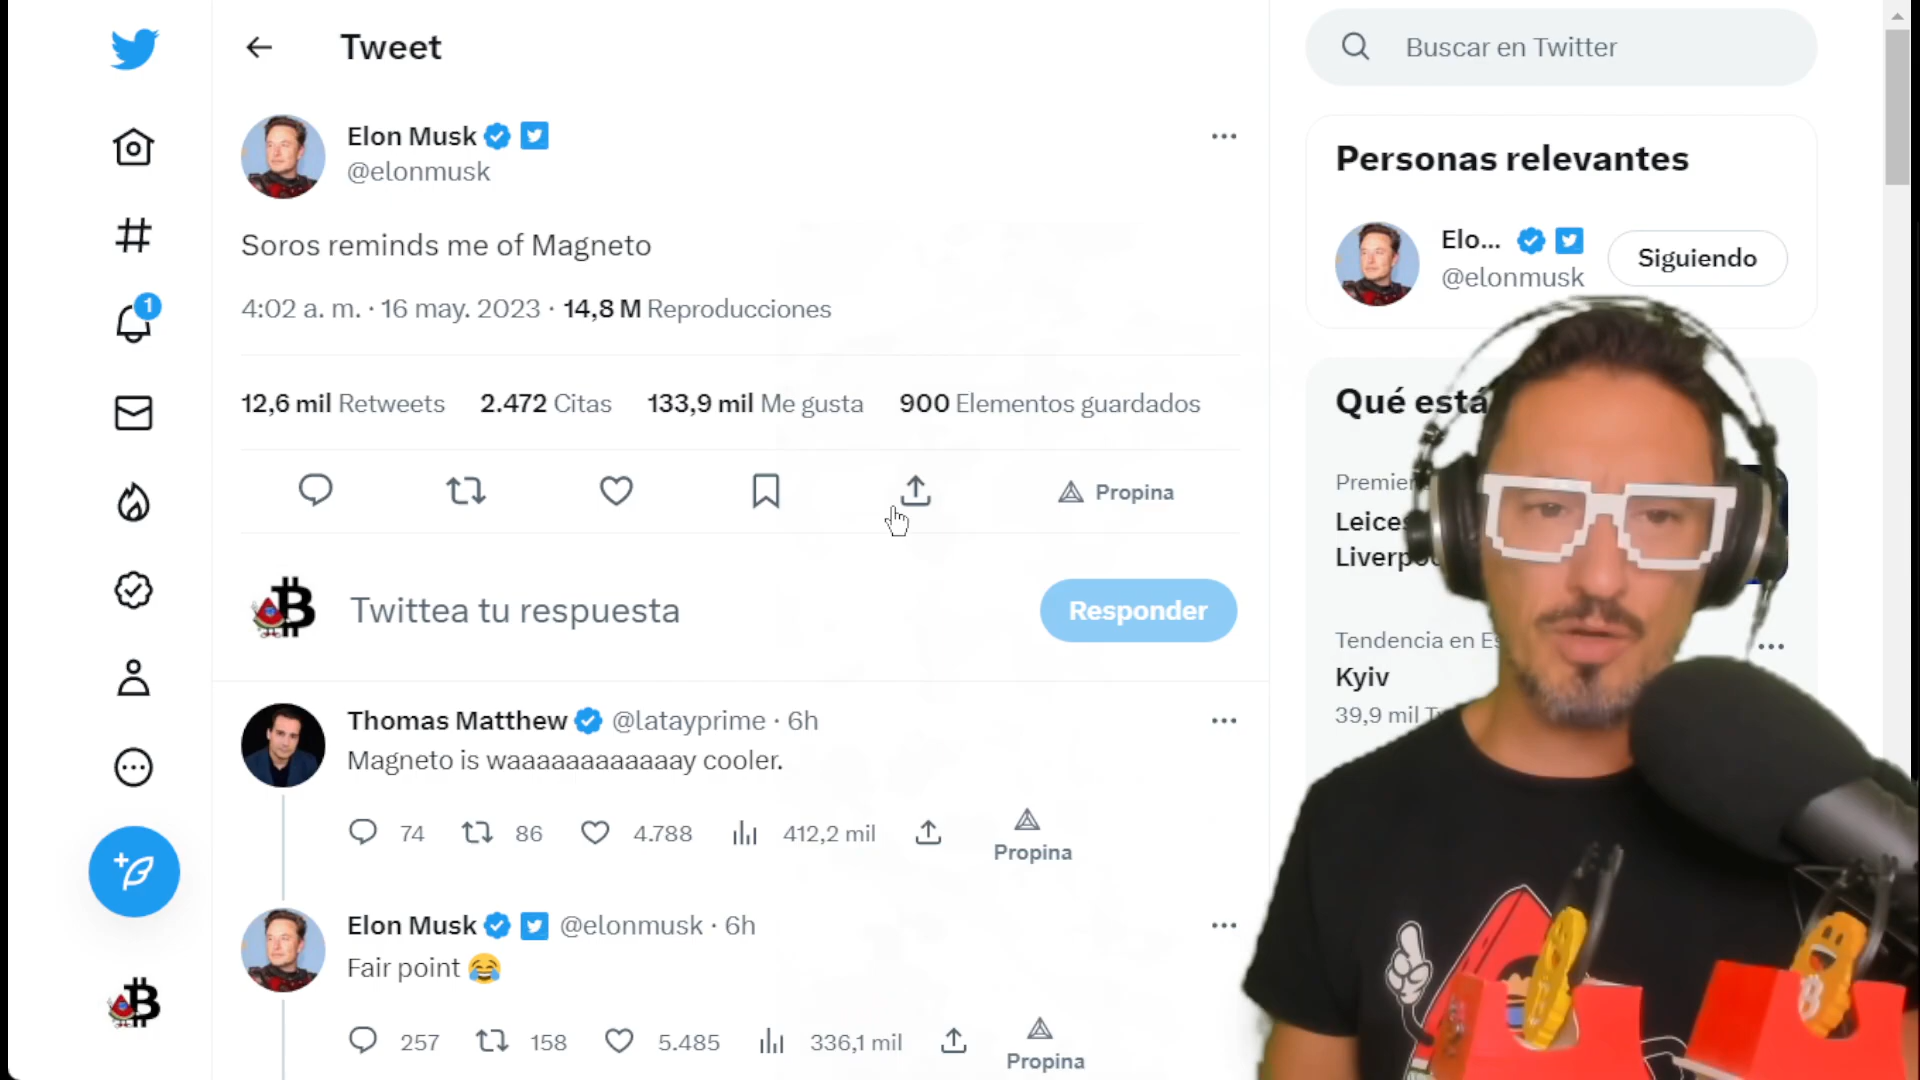 Tweet
Buscar en Twitter
Elon Musk
@elonmusk
Soros reminds me of Magneto
4:02 a. m. · 16 may. 2023 · 14,8 M Reproducciones
12,6 mil Retweets 2.472 Citas 133,9 mil Me gusta 900 Elementos guardados
Propina
Twittea tu respuesta
Responder
Thomas Matthew @latayprime · 6h
Magneto is waaaaaaaaaaaay cooler.
74 86 4.788 412,2 mil
Propina
Elon Musk @elonmusk · 6h
Fair point 😂
257 158 5.485 336,1 mil
Propina
1
Personas relevantes
Elo...
@elonmusk
Siguiendo
Qué está
Kyiv
Tendencia en
39,9 mil